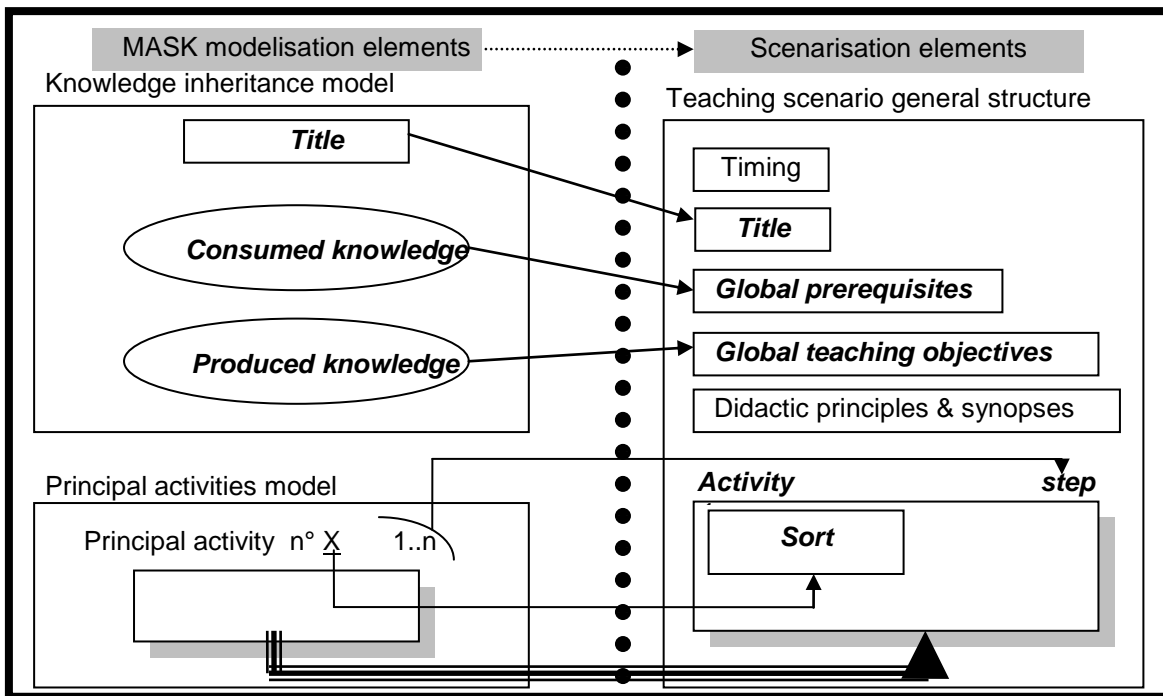 MASK modelisation elements
Scenarisation elements
Knowledge inheritance model
Teaching scenario general structure
Title
Consumed knowledge
Produced knowledge
Timing
Title
Global prerequisites
Global teaching objectives
Didactic principles & synopses
Principal activities model
Principal activity n° X 1..n
Activity step
Sort